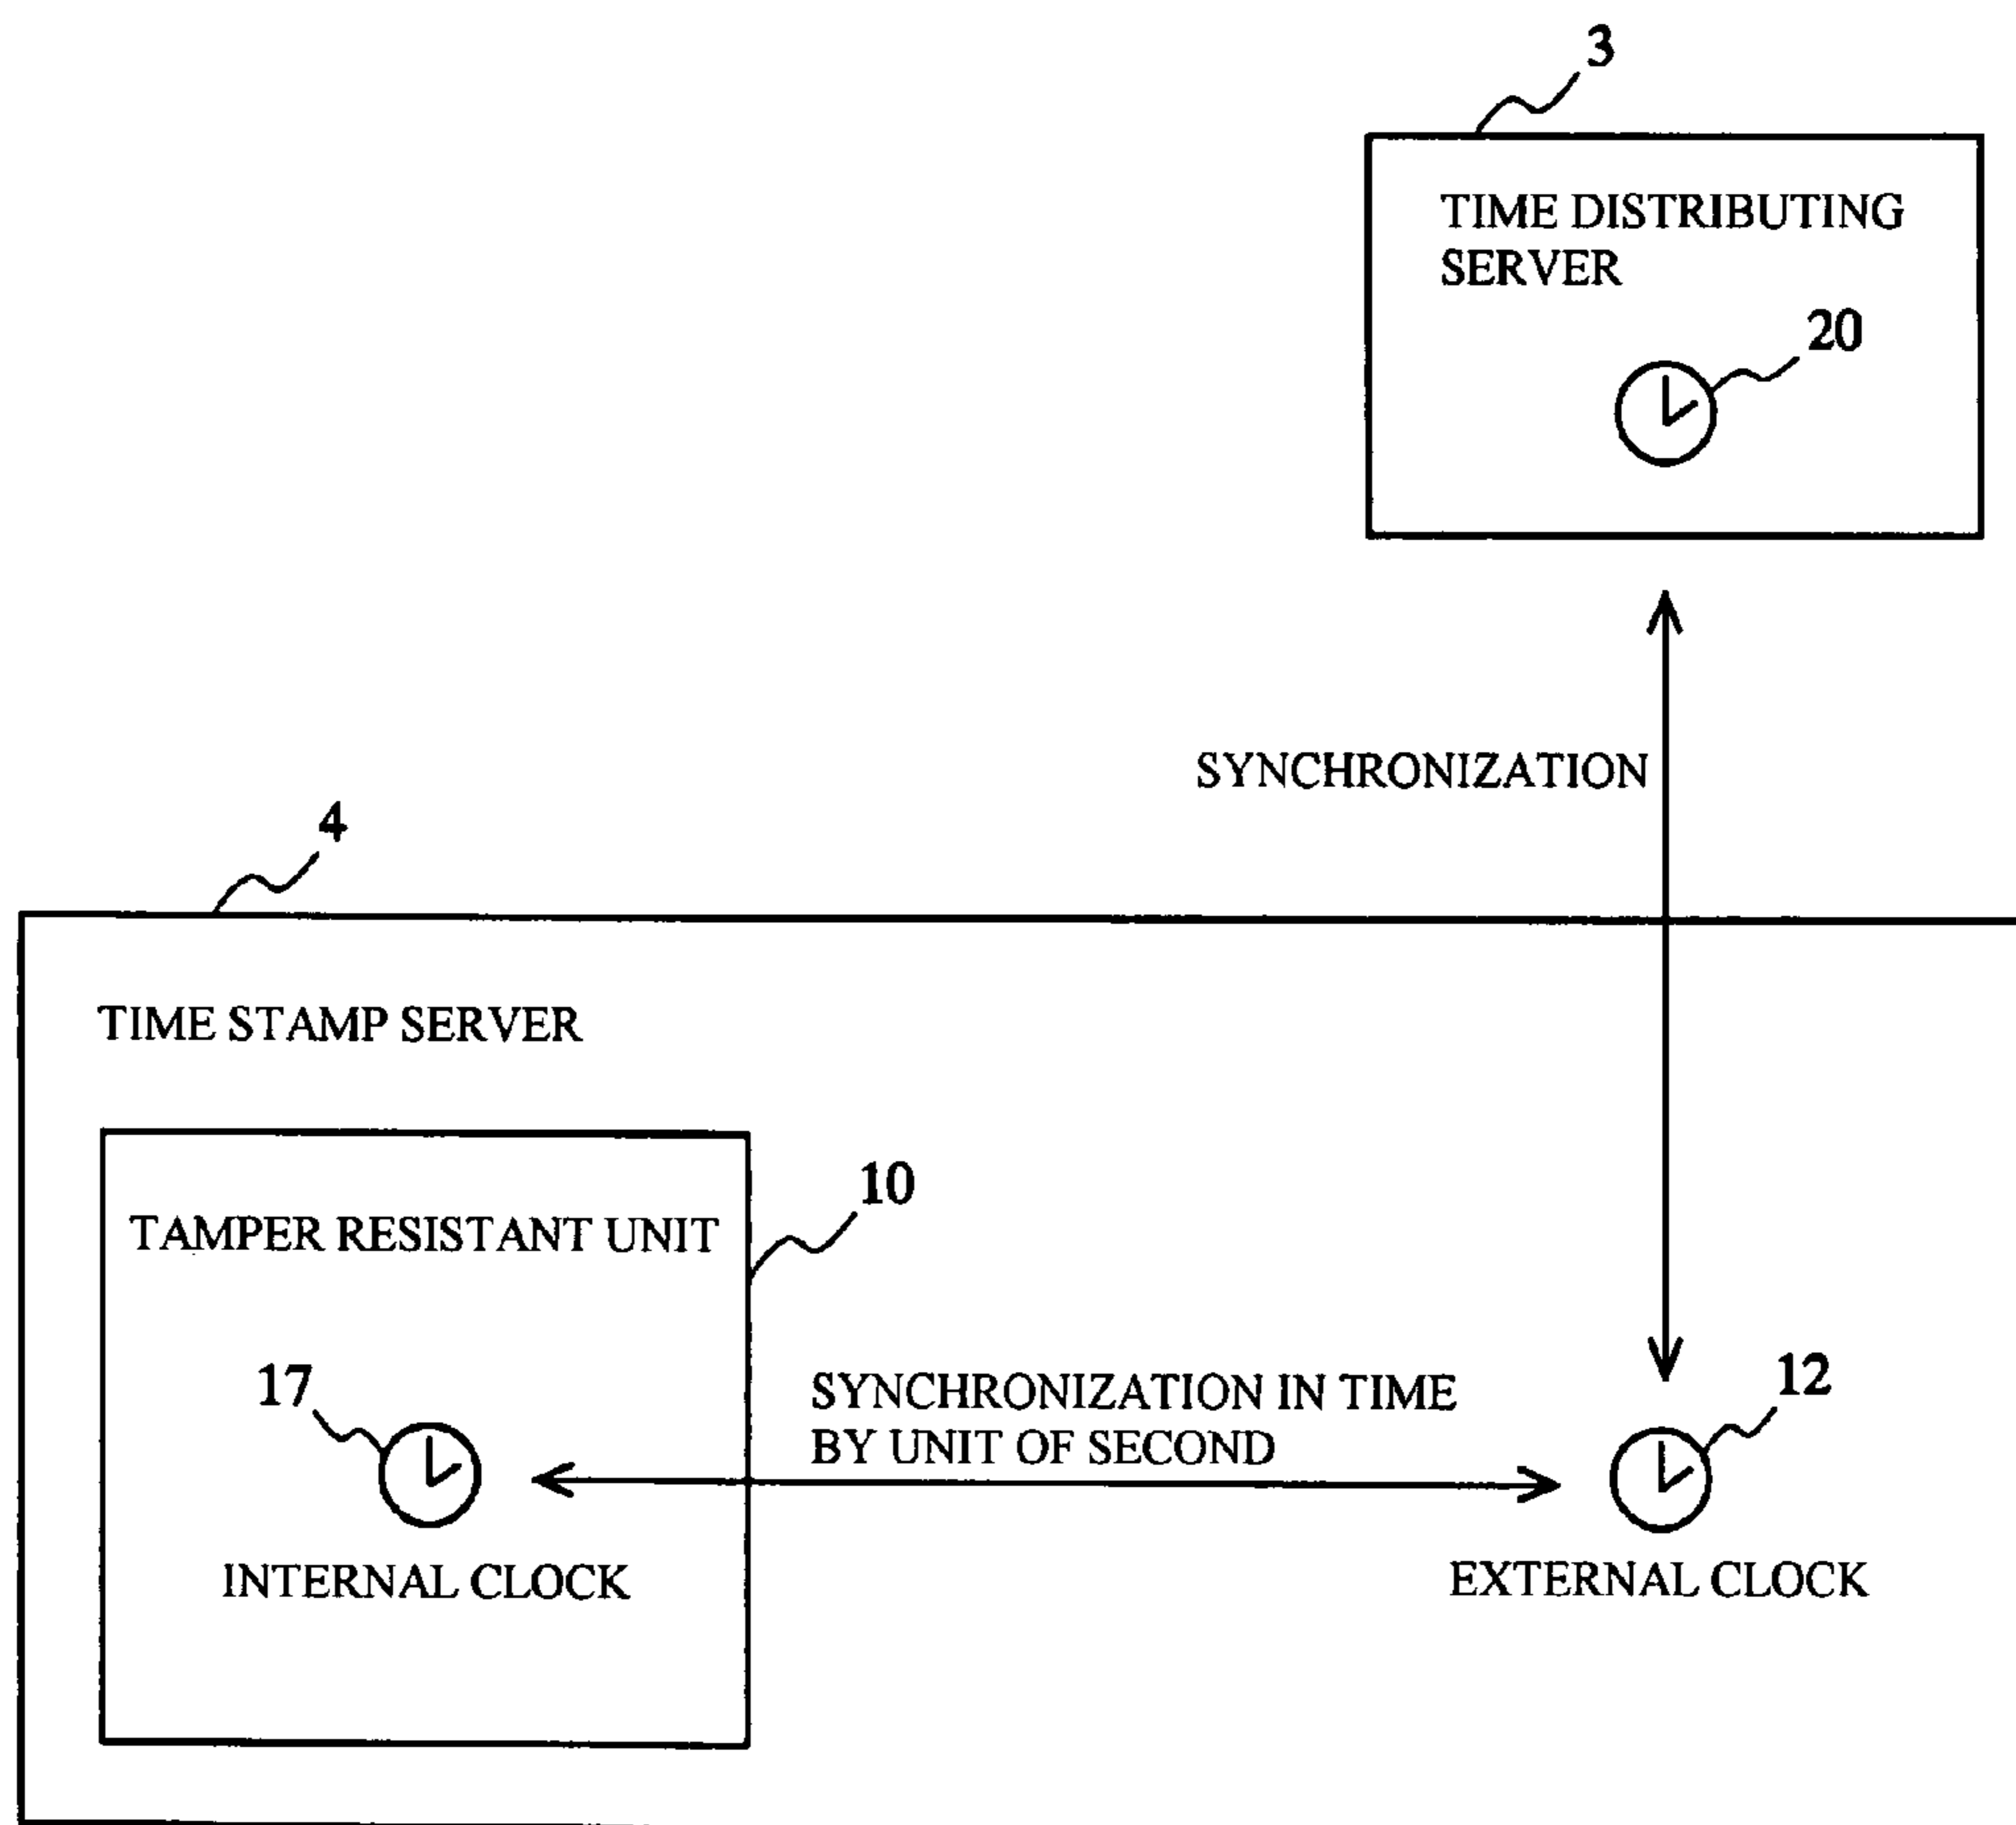 3
TIME DISTRIBUTING
SERVER
20
SYNCHRONIZATION
4
TIME STAMP SERVER
10
TAMPER RESISTANT UNIT
17
SYNCHRONIZATION IN TIME
BY UNIT OF SECOND
12
INTERNAL CLOCK
EXTERNAL CLOCK